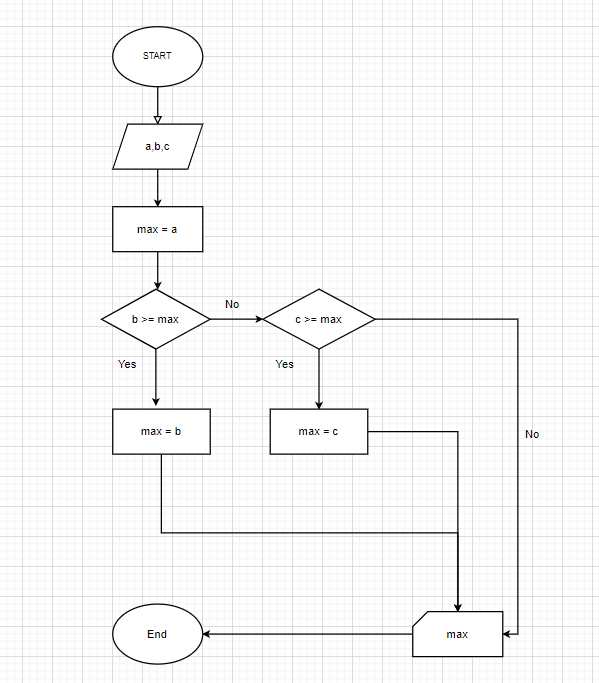 START
a,b,c
max = a
No
b >= max
c >= max
Yes
Yes
max = b
max = c
No
End
max